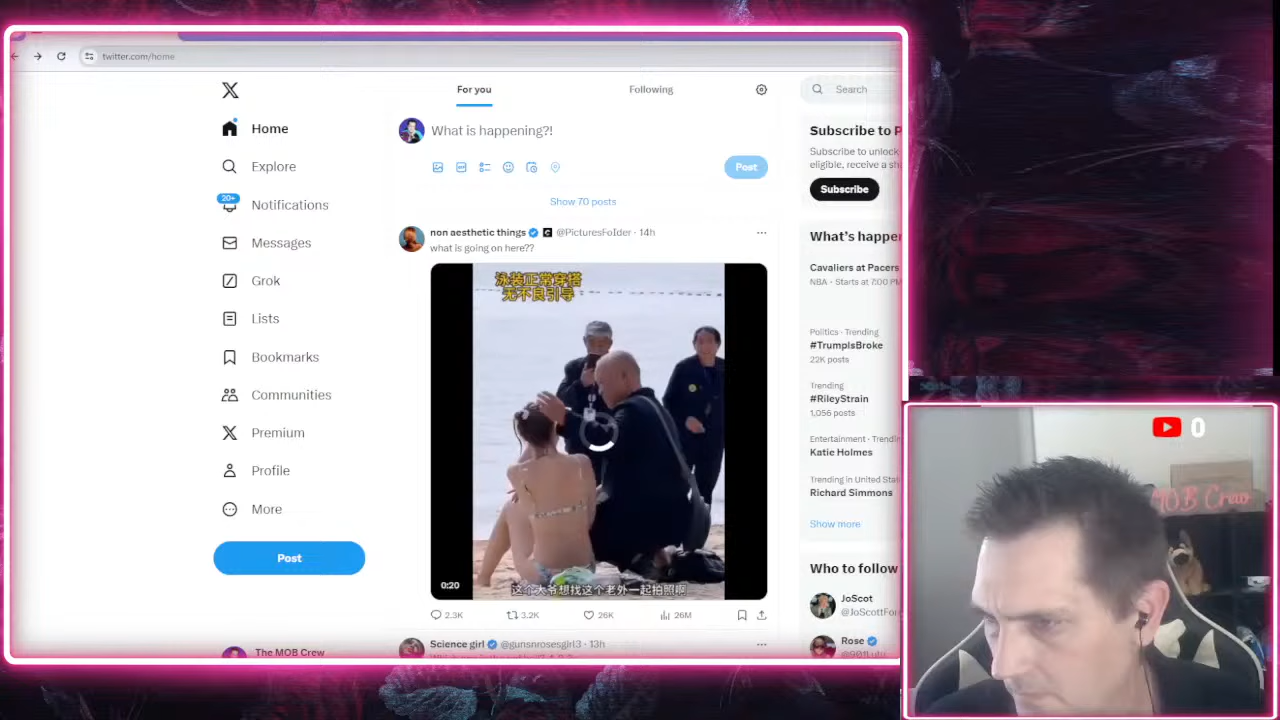 twitter.com/home
For you
Following
Search
Home
What is happening?!
Subscribe to P
Subscribe to unlock
eligible, receive a sh
Explore
Post
Subscribe
20+
Notifications
Show 70 posts
non aesthetic things @PicturesFolder · 14h
what is going on here??
Messages
What's happe
Cavaliers at Pacers
NBA · Starts at 7:00 PM
泳装正常穿搭
无不良引导
Grok
Lists
Politics · Trending
#TrumpIsBroke
22K posts
Bookmarks
Trending
#RileyStrain
1,056 posts
Communities
Entertainment · Trendin
Katie Holmes
Premium
Profile
Trending in United Stat
Richard Simmons
More
Show more
Post
Who to follow
0:20
这个大爷想找这个老外一起拍照啊
JoScot
@JoScottFor
2.3K
3.2K
26K
26M
Rose
The MOB Crew
Science girl @gunsnrosesgirl3 · 13h
0
MOB Crew